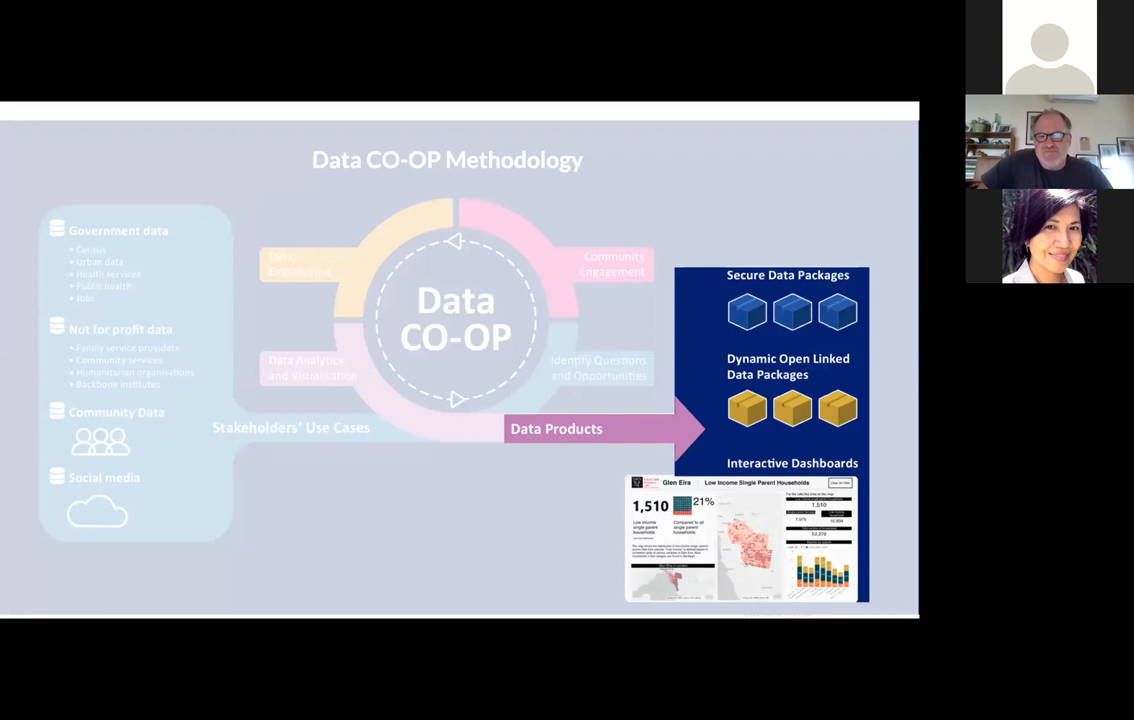 Data CO-OP Methodology
Government data
• Census
• Urban data
• Health services
• Public health
• Jobs
Not for profit data
• Family service providers
• Community services
• Humanitarian organisations
• Backbone institutes
Community Data
Social media
Stakeholders' Use Cases
Data
Engineering
Community
Engagement
Data Analytics
and Visualisation
Identify Questions
and Opportunities
Data
CO-OP
Data Products
Secure Data Packages
Dynamic Open Linked
Data Packages
Interactive Dashboards
Glen Eira
Low Income Single Parent Households
1,510
21%
Low income
single parent
households
Compared to all
single parent
households.
1,510